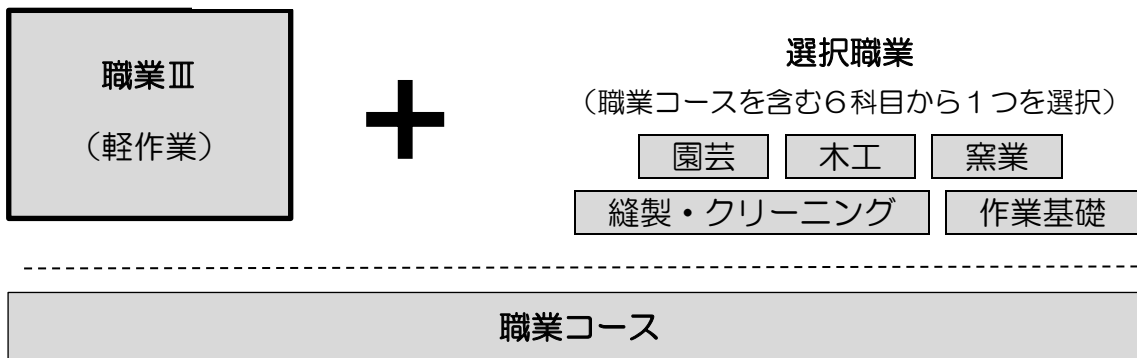 職業Ⅲ
（軽作業）
＋
選択職業
（職業コースを含む６科目から１つを選択）
園芸
木工
窯業
縫製・クリーニング
作業基礎
職業コース